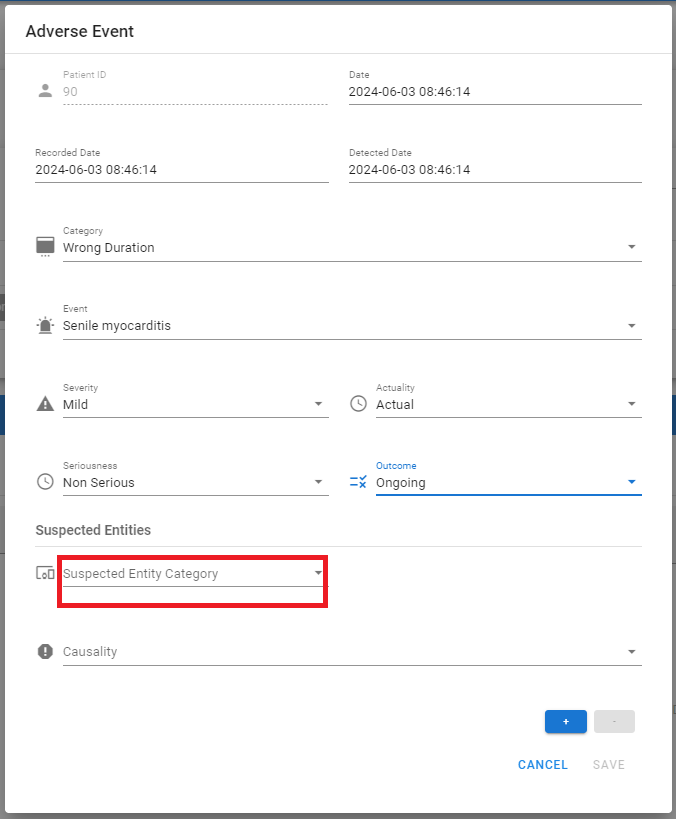 Adverse Event
Patient ID
90
Date
2024-06-03 08:46:14
Recorded Date
2024-06-03 08:46:14
Detected Date
2024-06-03 08:46:14
Category
Wrong Duration
Event
Senile myocarditis
Severity
Mild
Actuality
Actual
Seriousness
Non Serious
Outcome
Ongoing
Suspected Entities
Suspected Entity Category
Causality
+
-
CANCEL
SAVE